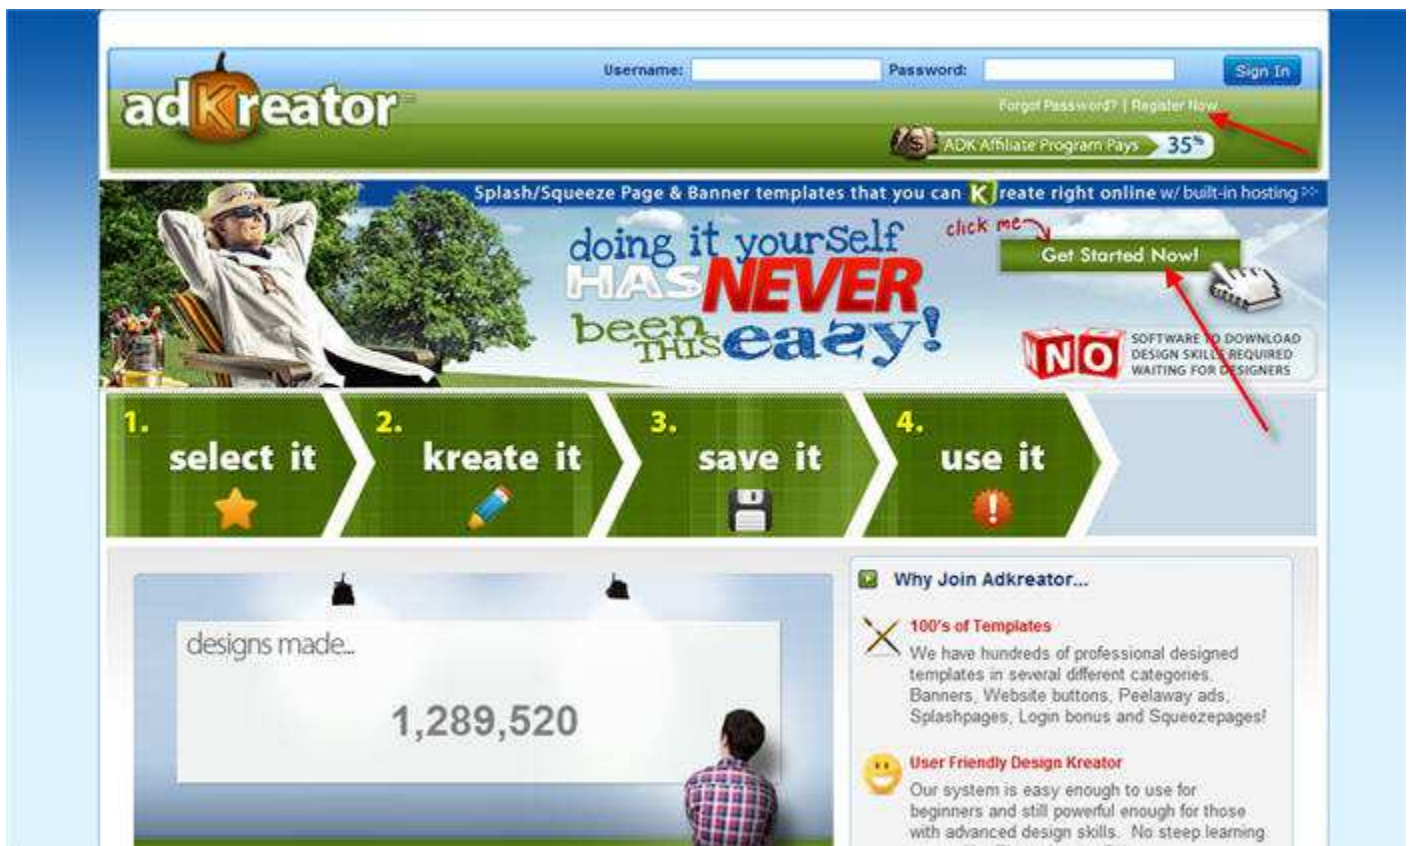 adKreator
Username:
Password:
Sign In
Forgot Password? | Register Now
ADK Affiliate Program Pays 35%
Splash/Squeeze Page & Banner templates that you can Kreate right online w/ built-in hosting >>
doing it yourSelf
HAS NEVER
been THIS easy!
click me
Get Started Now!
NO
SOFTWARE TO DOWNLOAD
DESIGN SKILLS REQUIRED
WAITING FOR DESIGNERS
1.
select it
2.
kreate it
3.
save it
4.
use it
designs made...
1,289,520
Why Join Adkreator...
100's of Templates
We have hundreds of professional designed
templates in several different categories.
Banners, Website buttons, Peelaway ads,
Splashpages, Login bonus and Squeezepages!
User Friendly Design Kreator
Our system is easy enough to use for
beginners and still powerful enough for those
with advanced design skills. No steep learning